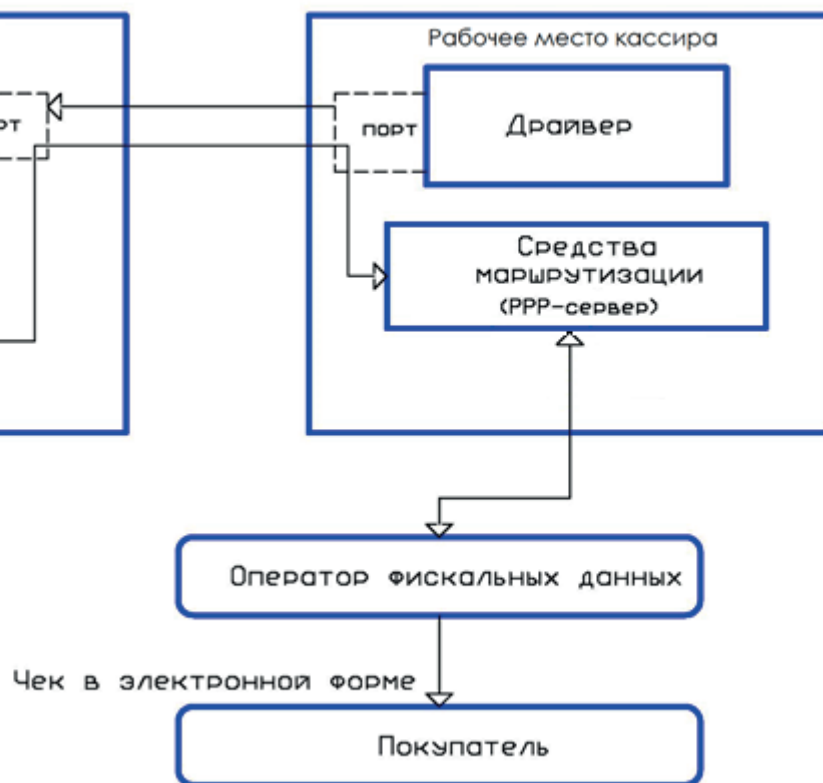 Рабочее место кассира
порт
Драйвер
Средства
маршрутизации
(PPP-сервер)
Оператор фискальных данных
Чек в электронной форме
Покупатель